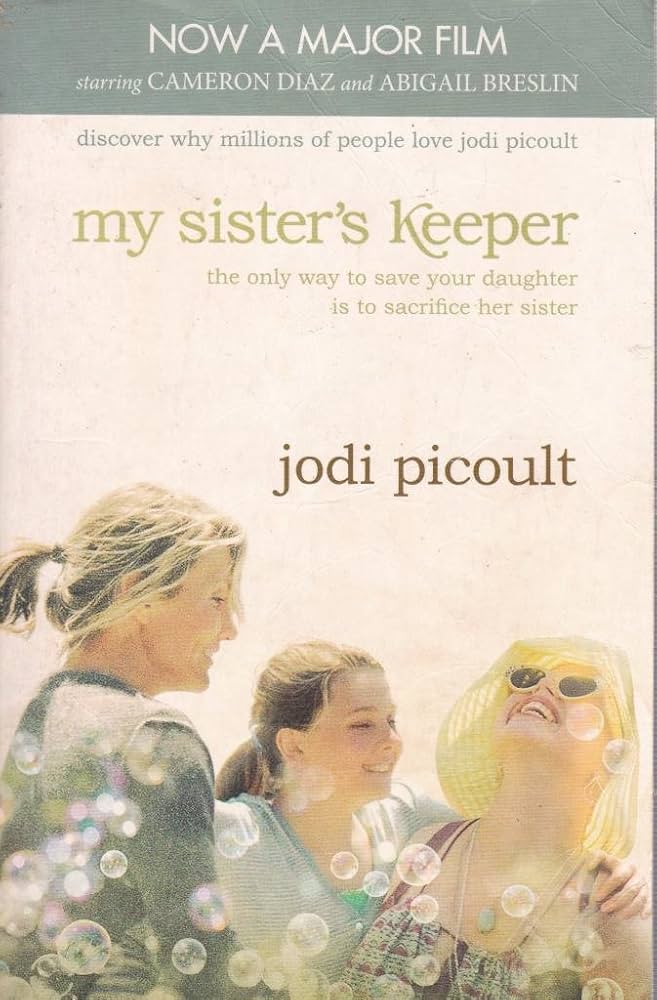 NOW A MAJOR FILM
starring CAMERON DIAZ and ABIGAIL BRESLIN
discover why millions of people love jodi picoult
my sister's keeper
the only way to save your daughter
is to sacrifice her sister
jodi picoult